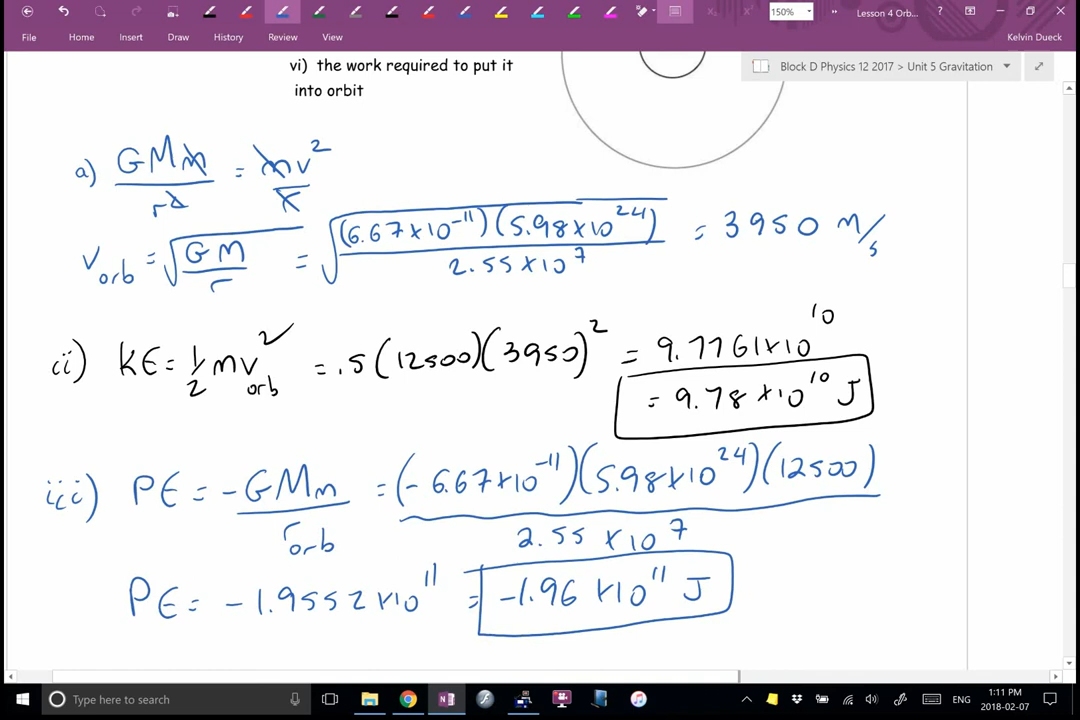 150%
Lesson 4 Orb...
File Home Insert Draw History Review View
Kelvin Dueck
vi) the work required to put it
into orbit
Block D Physics 12 2017 > Unit 5 Gravitation
a) GMm/r² = mv²/r
v orb = √(GM/r) = √((6.67×10⁻¹¹)(5.98×10²⁴)/2.55×10⁷) = 3950 m/s
ii) KE = 1/2 mv²orb = .5(12500)(3950)² = 9.7761×10¹⁰
= 9.78×10¹⁰ J
iii) PE = -GMm/r orb = (-6.67×10⁻¹¹)(5.98×10²⁴)(12500)/2.55×10⁷
PE = -1.9552×10¹¹ = -1.96×10¹¹ J
Type here to search
ENG
1:11 PM
2018-02-07